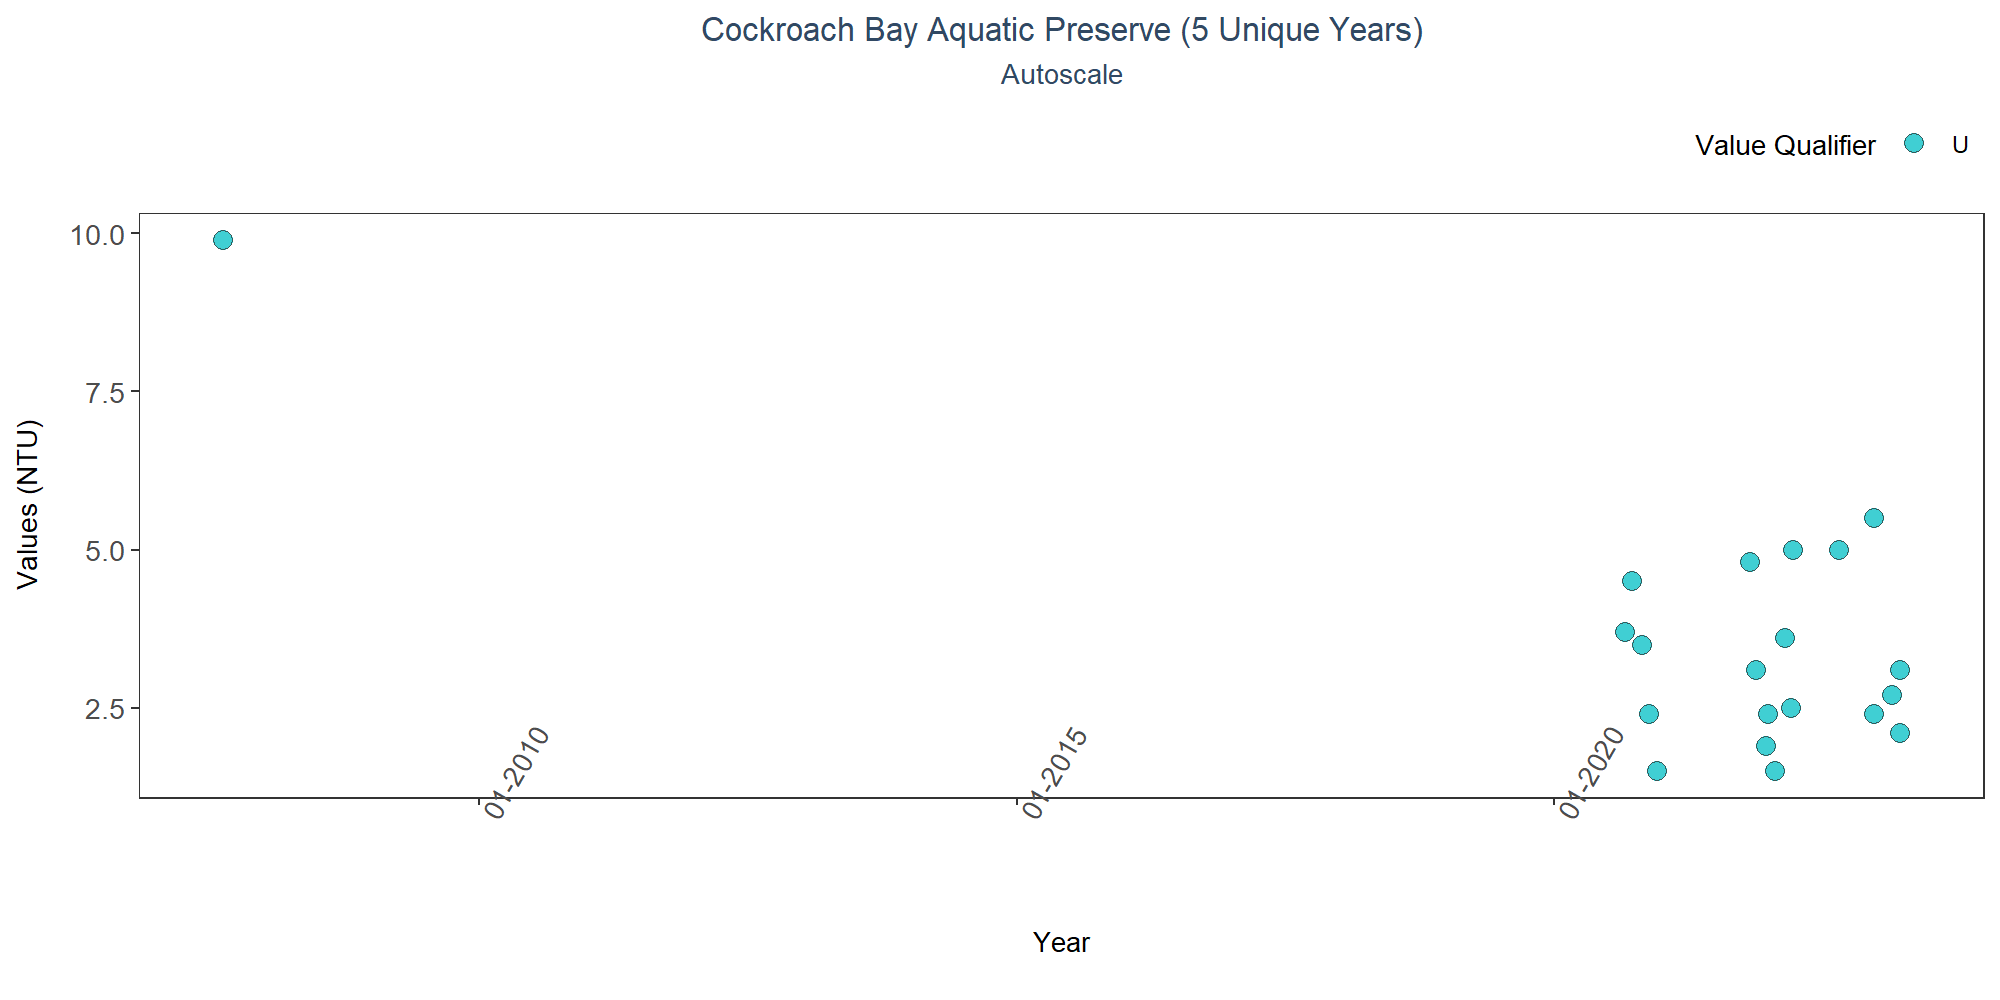 Cockroach Bay Aquatic Preserve (5 Unique Years)
Autoscale
Value Qualifier U
Values (NTU)
10.0
7.5
5.0
2.5
01-2010
01-2015
01-2020
Year